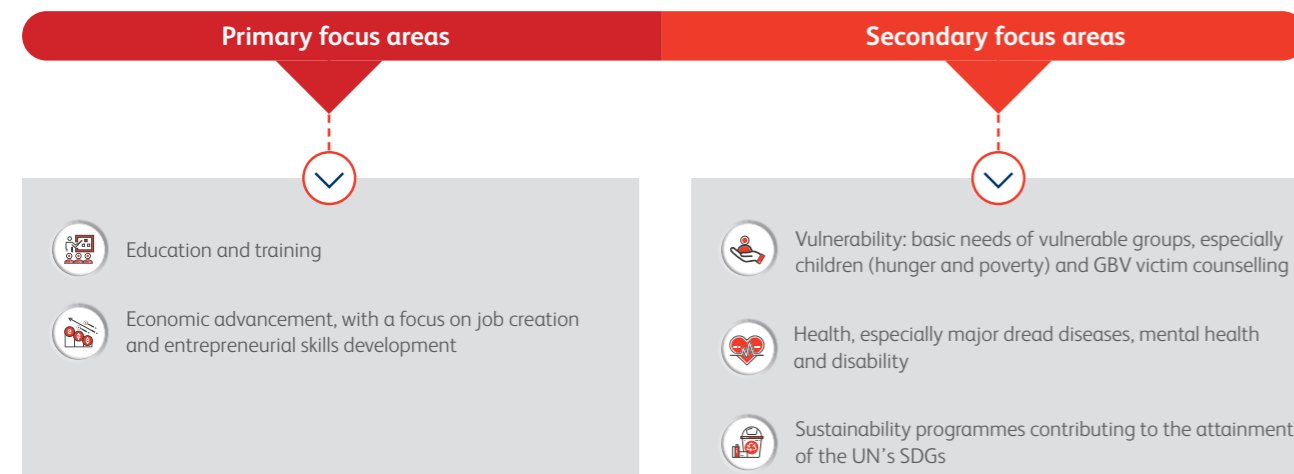 Primary focus areas
Secondary focus areas
Education and training
Economic advancement, with a focus on job creation
and entrepreneurial skills development
Vulnerability: basic needs of vulnerable groups, especially
children (hunger and poverty) and GBV victim counselling
Health, especially major dread diseases, mental health
and disability
Sustainability programmes contributing to the attainment
of the UN's SDGs